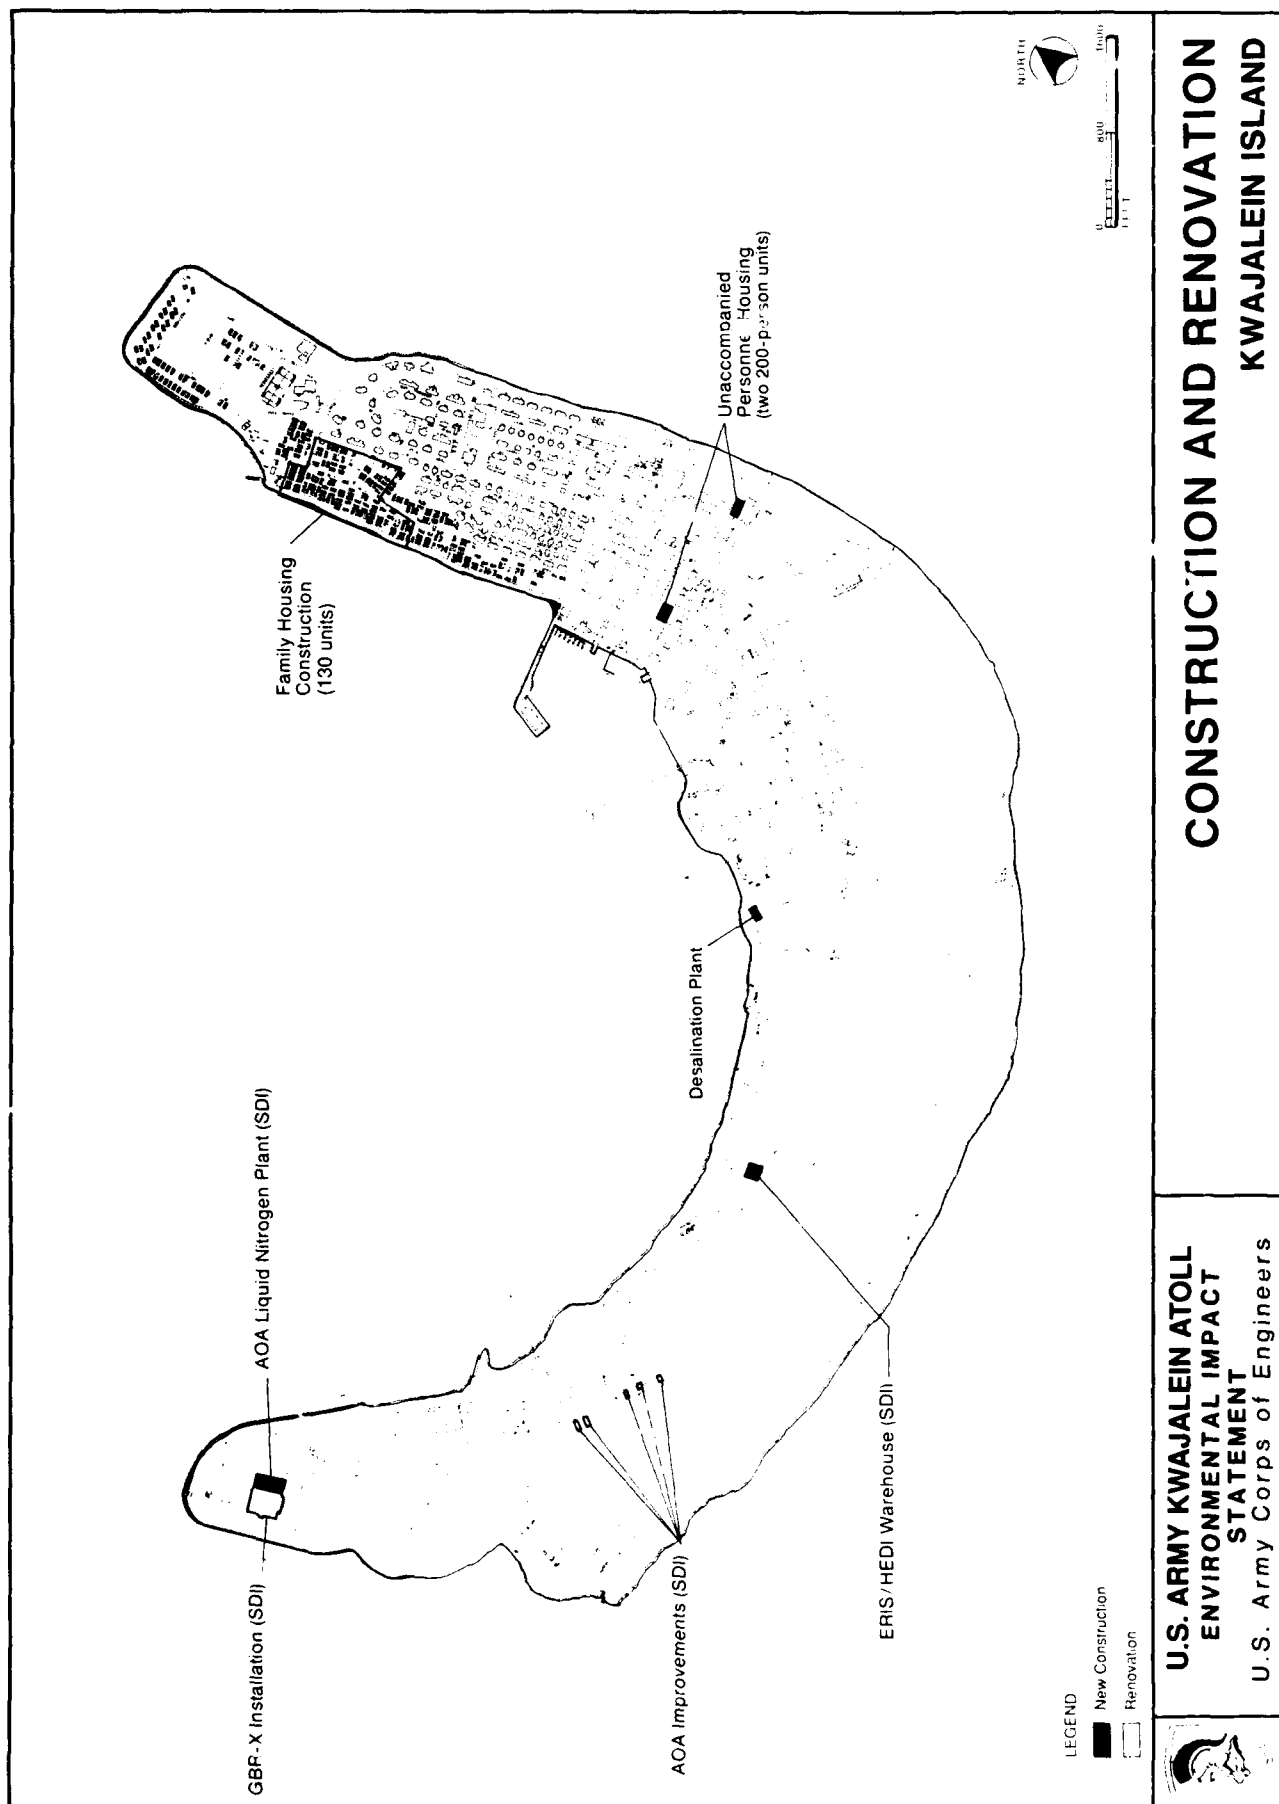 GBR-X Installation (SDI)
AOA Liquid Nitrogen Plant (SDI)
Family Housing
Construction
(130 units)
AOA Improvements (SDI)
Desalination Plant
Unaccompanied
Personne Housing
(two 200-person units)
ERIS/HEDI Warehouse (SDI)
NORTH
0 800 1600
FEET
LEGEND
New Construction
Renovation
U.S. ARMY KWAJALEIN ATOLL
ENVIRONMENTAL IMPACT
STATEMENT
U.S. Army Corps of Engineers
CONSTRUCTION AND RENOVATION
KWAJALEIN ISLAND